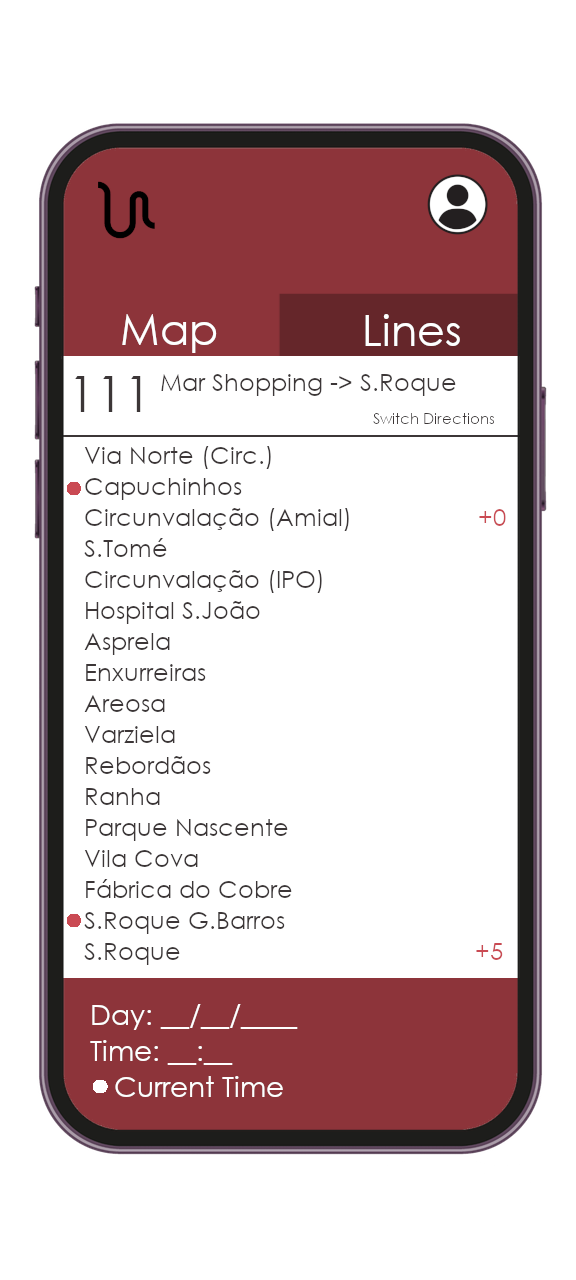 Map
Lines
111 Mar Shopping -> S.Roque
Switch Directions
Via Norte (Circ.)
Capuchinhos
Circunvalação (Amial) +0
S.Tomé
Circunvalação (IPO)
Hospital S.João
Asprela
Enxurreiras
Areosa
Varziela
Rebordãos
Ranha
Parque Nascente
Vila Cova
Fábrica do Cobre
S.Roque G.Barros
S.Roque +5
Day: __/__/____
Time: __:__
Current Time